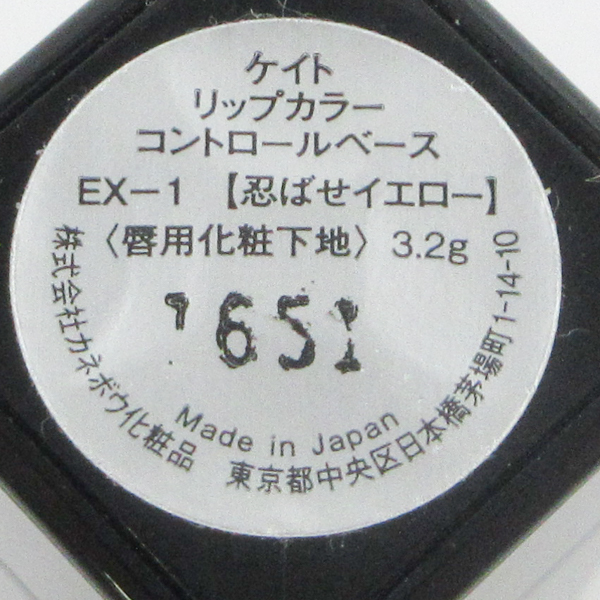 ケイト
リップカラー
コントロールベース
EX-1 【忍ばせイエロー】
〈唇用化粧下地〉 3.2g
Made in Japan
株式会社カネボウ化粧品 東京都中央区日本橋茅場町1-14-10